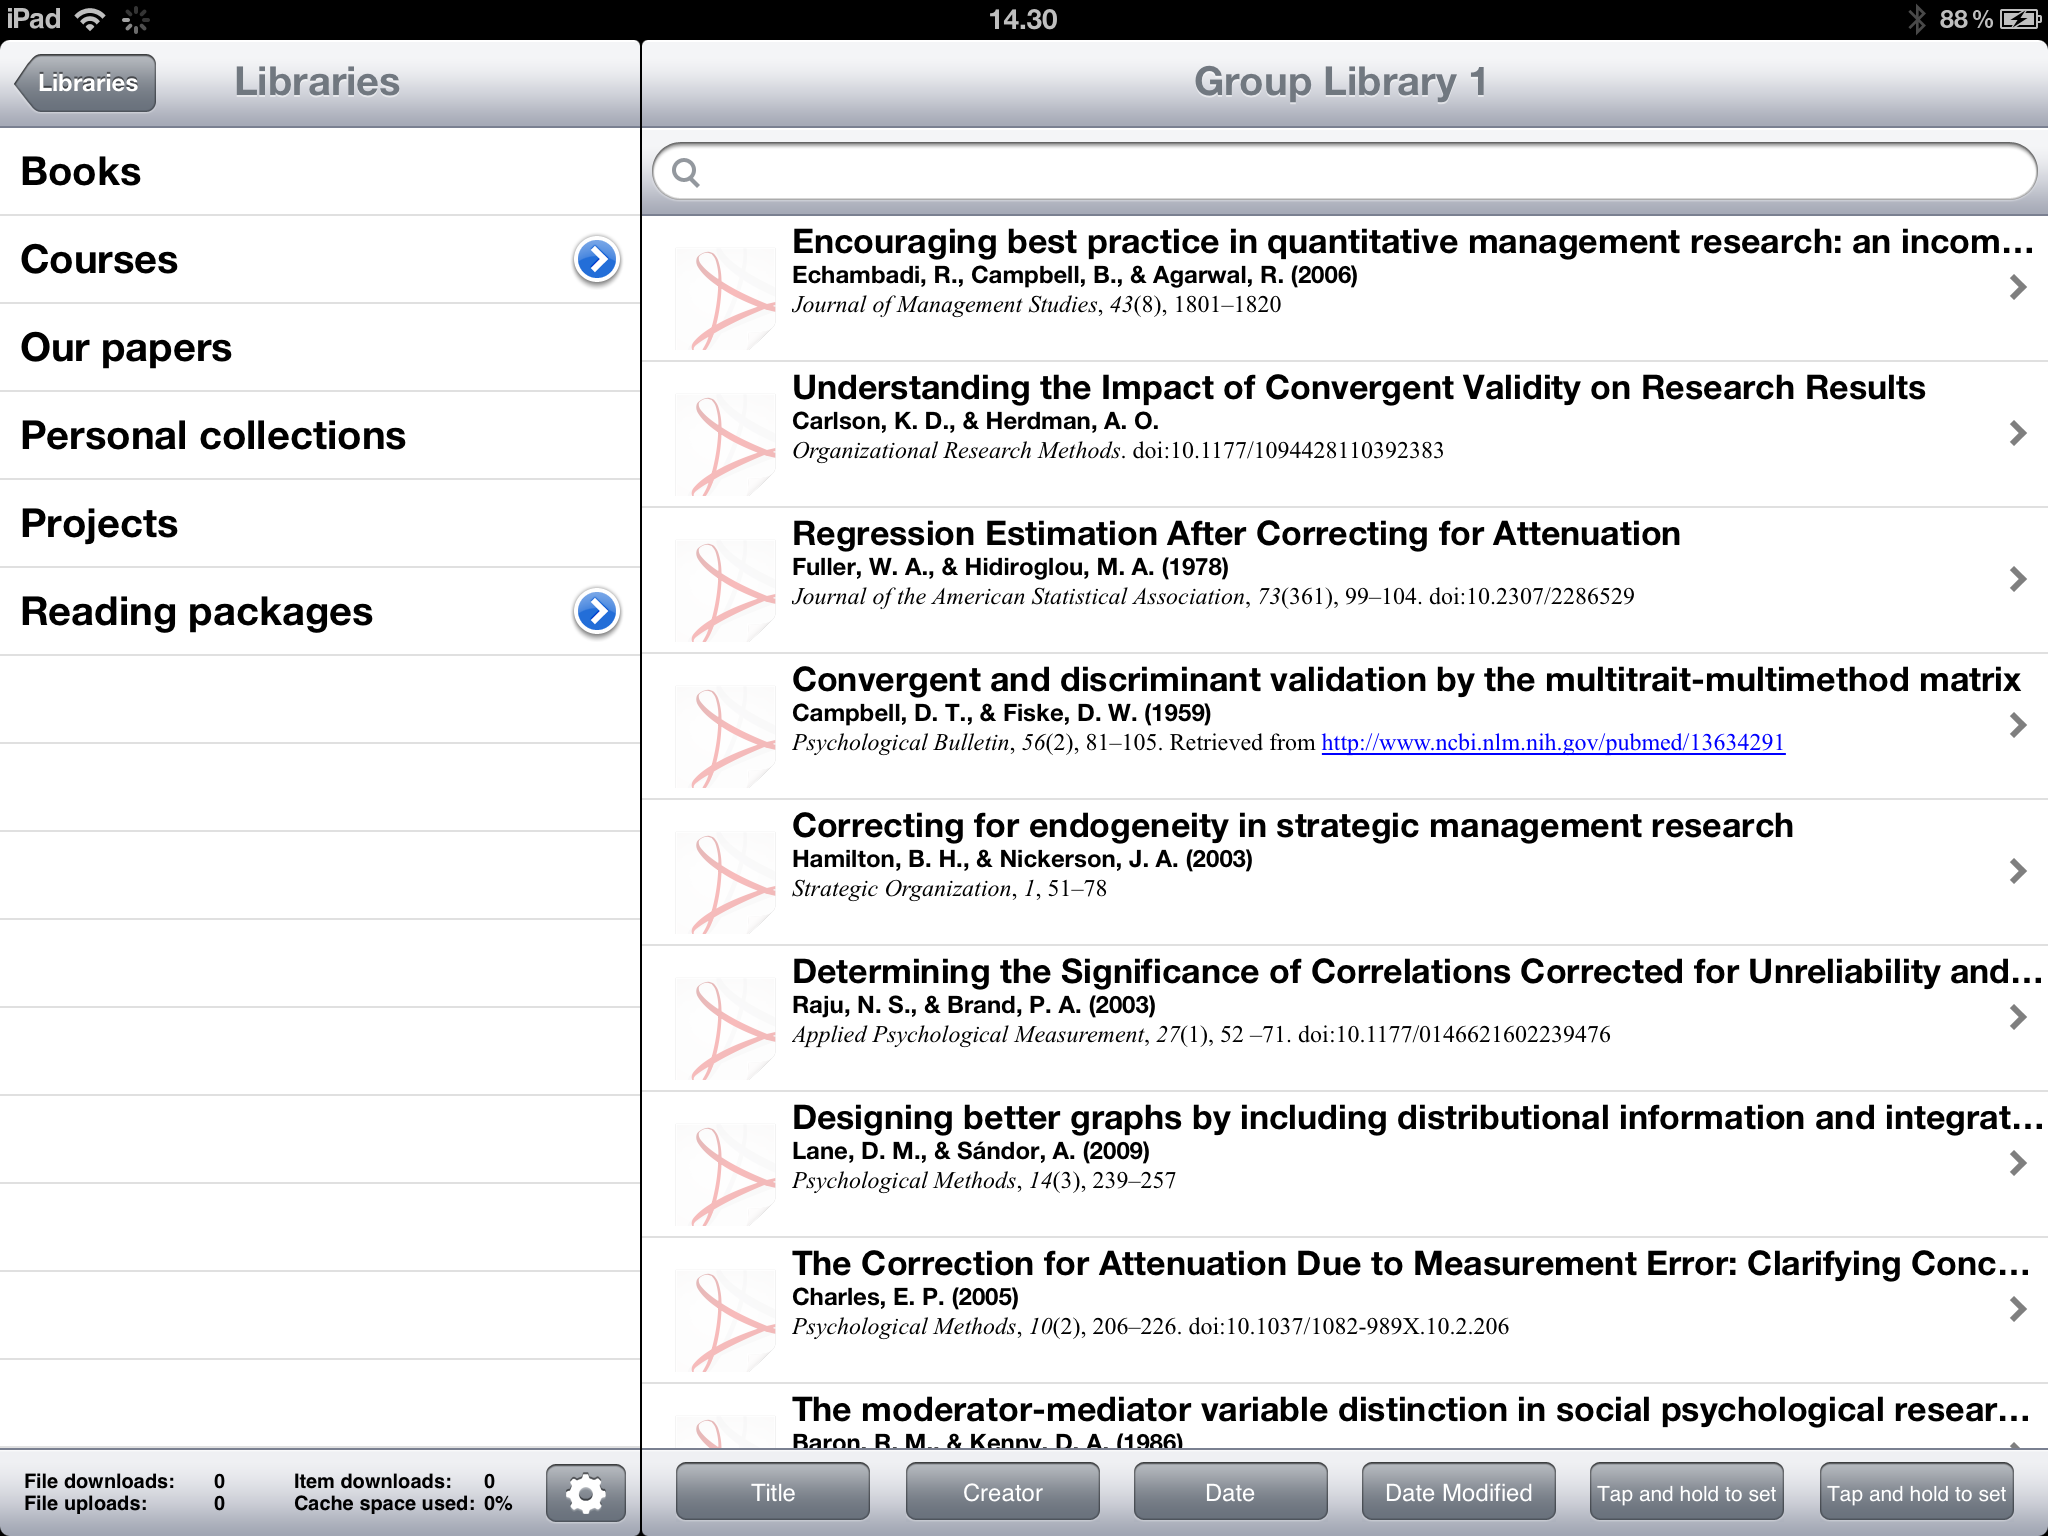 iPad 14.30 88 %
Libraries Libraries
Books
Courses
Our papers
Personal collections
Projects
Reading packages
File downloads: 0 Item downloads: 0
File uploads: 0 Cache space used: 0%
Group Library 1
Encouraging best practice in quantitative management research: an incom…
Echambadi, R., Campbell, B., & Agarwal, R. (2006)
Journal of Management Studies, 43(8), 1801–1820
Understanding the Impact of Convergent Validity on Research Results
Carlson, K. D., & Herdman, A. O.
Organizational Research Methods. doi:10.1177/1094428110392383
Regression Estimation After Correcting for Attenuation
Fuller, W. A., & Hidiroglou, M. A. (1978)
Journal of the American Statistical Association, 73(361), 99–104. doi:10.2307/2286529
Convergent and discriminant validation by the multitrait-multimethod matrix
Campbell, D. T., & Fiske, D. W. (1959)
Psychological Bulletin, 56(2), 81–105. Retrieved from http://www.ncbi.nlm.nih.gov/pubmed/13634291
Correcting for endogeneity in strategic management research
Hamilton, B. H., & Nickerson, J. A. (2003)
Strategic Organization, 1, 51–78
Determining the Significance of Correlations Corrected for Unreliability and…
Raju, N. S., & Brand, P. A. (2003)
Applied Psychological Measurement, 27(1), 52 –71. doi:10.1177/0146621602239476
Designing better graphs by including distributional information and integrat…
Lane, D. M., & Sándor, A. (2009)
Psychological Methods, 14(3), 239–257
The Correction for Attenuation Due to Measurement Error: Clarifying Conc…
Charles, E. P. (2005)
Psychological Methods, 10(2), 206–226. doi:10.1037/1082-989X.10.2.206
The moderator-mediator variable distinction in social psychological resear…
Baron, R. M., & Kenny, D. A. (1986)
Title Creator Date Date Modified Tap and hold to set Tap and hold to set